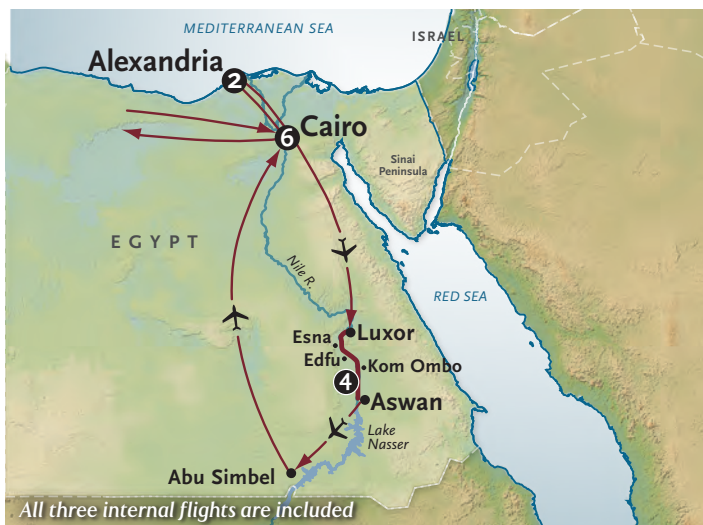 MEDITERRANEAN SEA
ISRAEL
Alexandria
2
6
Cairo
Sinai
Peninsula
EGYPT
Nile R.
RED SEA
Luxor
Esna
Edfu
Kom Ombo
4
Aswan
Lake
Nasser
Abu Simbel
All three internal flights are included